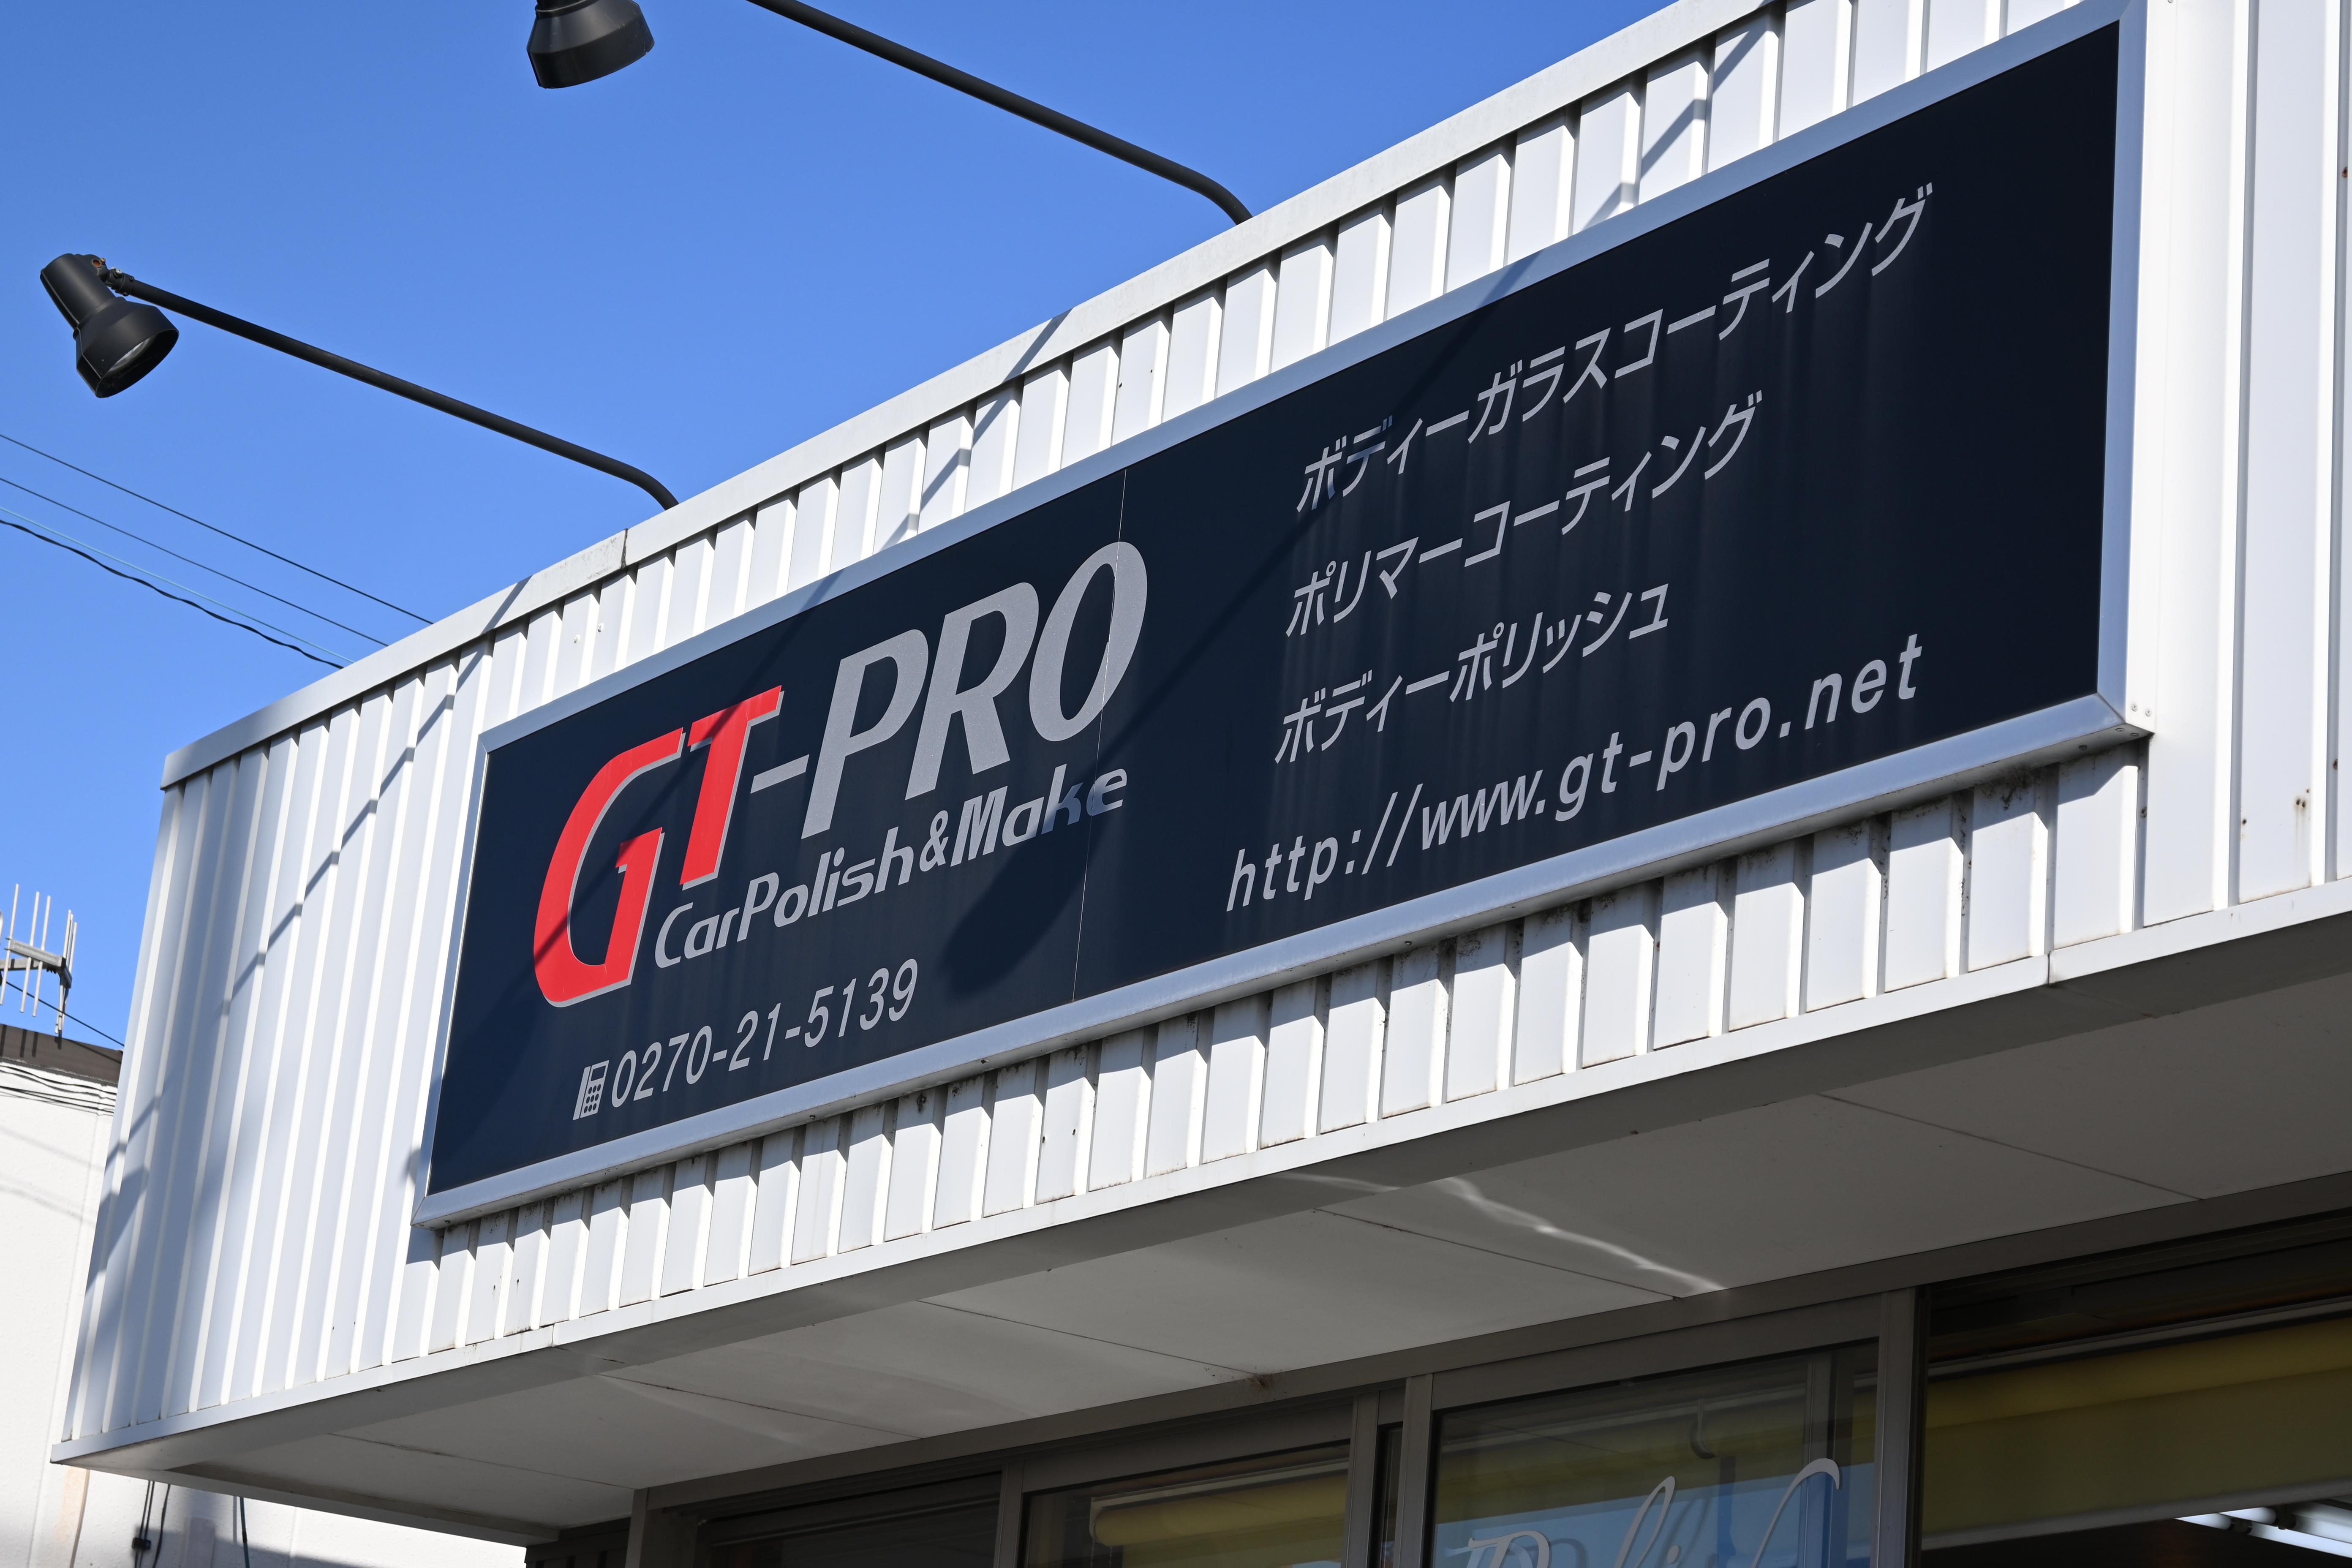 GT-PRO
CarPolish&Make
0270-21-5139
ボディーガラスコーティング
ポリマーコーティング
ボディーポリッシュ
http://www.gt-pro.net